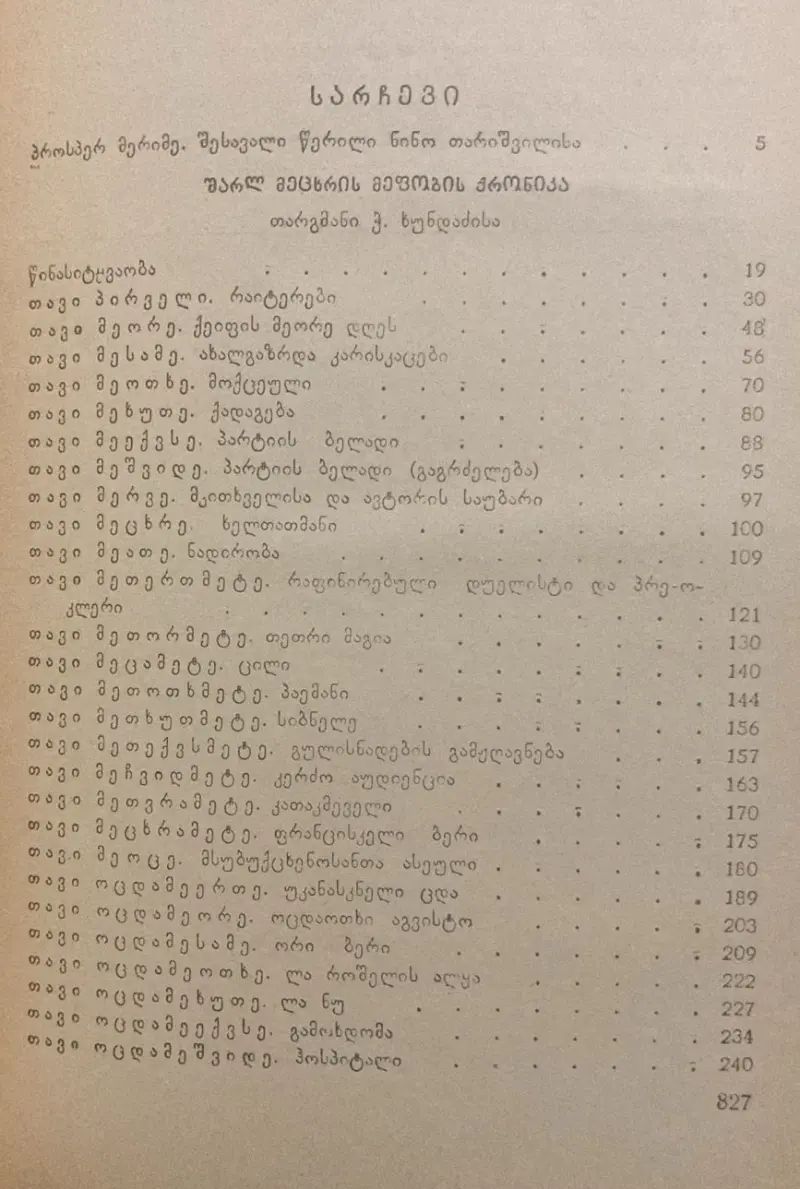 სარჩევი
პროსპერ მერიმე. შესავალი წერილი ნინო თარიშვილისა . . . 5
შარლ მეცხრის მეფობის ქრონიკა
თარგმანი ქ. ხუნდაძისა
წინასიტყვაობა . . . . . . . . . . . . 19
თავი პირველი. რაიტერები . . . . . . . . 30
თავი მეორე. ქეიფის მეორე დღეს . . . . . . . 48
თავი მესამე. ახალგაზრდა კარისკაცები . . . . . . 56
თავი მეოთხე. მოქცეული . . . . . . . . . 70
თავი მეხუთე. ქადაგება . . . . . . . . . 80
თავი მეექვსე. პარტიის ბელადი . . . . . . . 88
თავი მეშვიდე. პარტიის ბელადი (გაგრძელება) . . . . 95
თავი მერვე. მკითხველისა და ავტორის საუბარი . . . . 97
თავი მეცხრე. ხელთათმანი . . . . . . . . 100
თავი მეათე. ნადირობა . . . . . . . . . . 109
თავი მეთერთმეტე. რაფინირებული დუელისტი და პრე-ო-
კლერი . . . . . . . . . . . . . 121
თავი მეთორმეტე. თეთრი მაგია . . . . . . . 130
თავი მეცამეტე. ცილი . . . . . . . . . 140
თავი მეთოთხმეტე. პაემანი . . . . . . . . 144
თავი მეთხუთმეტე. სიბნელე . . . . . . . . 156
თავი მეთექვსმეტე. გულისნადების გამჟღავნება . . . 157
თავი მეჩვიდმეტე. კერძო აუდიენცია . . . . . . 163
თავი მეთვრამეტე. კათაკმეველი . . . . . . . 170
თავი მეცხრამეტე. ფრანცისკელი ბერი . . . . . 175
თავი მეოცე. მსუბუქცხენოსანთა ასეული . . . . . . 180
თავი ოცდამეერთე. უკანასკნელი ცდა . . . . . . 189
თავი ოცდამეორე. ოცდაოთხი აგვისტო . . . . . . 203
თავი ოცდამესამე. ორი ბერი . . . . . . . 209
თავი ოცდამეოთხე. ლა როშელის ალყა . . . . . 222
თავი ოცდამეხუთე. ლა ნუ . . . . . . . . 227
თავი ოცდამეექვსე. გამოხდომა . . . . . . . 234
თავი ოცდამეშვიდე. ჰოსპიტალი . . . . . . . 240
827